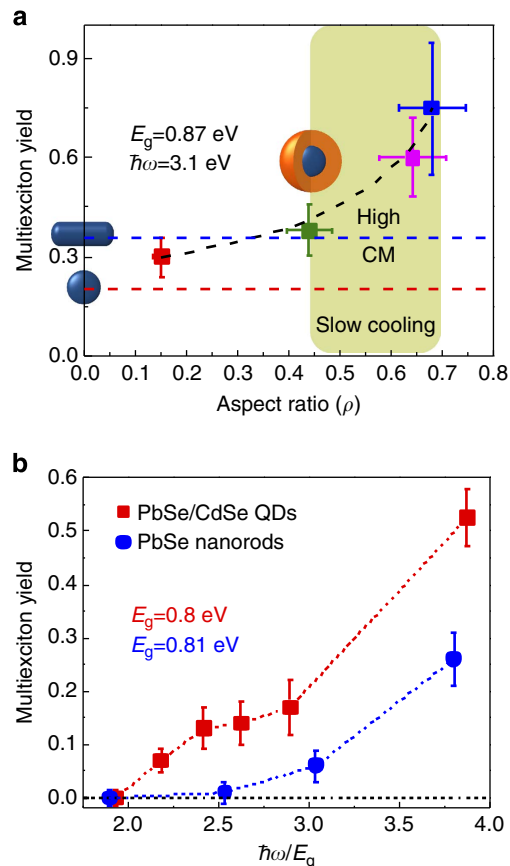 a
0.9
0.6
0.3
0.0
Multiexciton yield
E_g=0.87 eV
ℏω=3.1 eV
High
CM
Slow cooling
0.0 0.1 0.2 0.3 0.4 0.5 0.6 0.7 0.8
Aspect ratio (ρ)
b
0.6
0.5
0.4
0.3
0.2
0.1
0.0
Multiexciton yield
PbSe/CdSe QDs
PbSe nanorods
E_g=0.8 eV
E_g=0.81 eV
2.0 2.5 3.0 3.5 4.0
ℏω/E_g